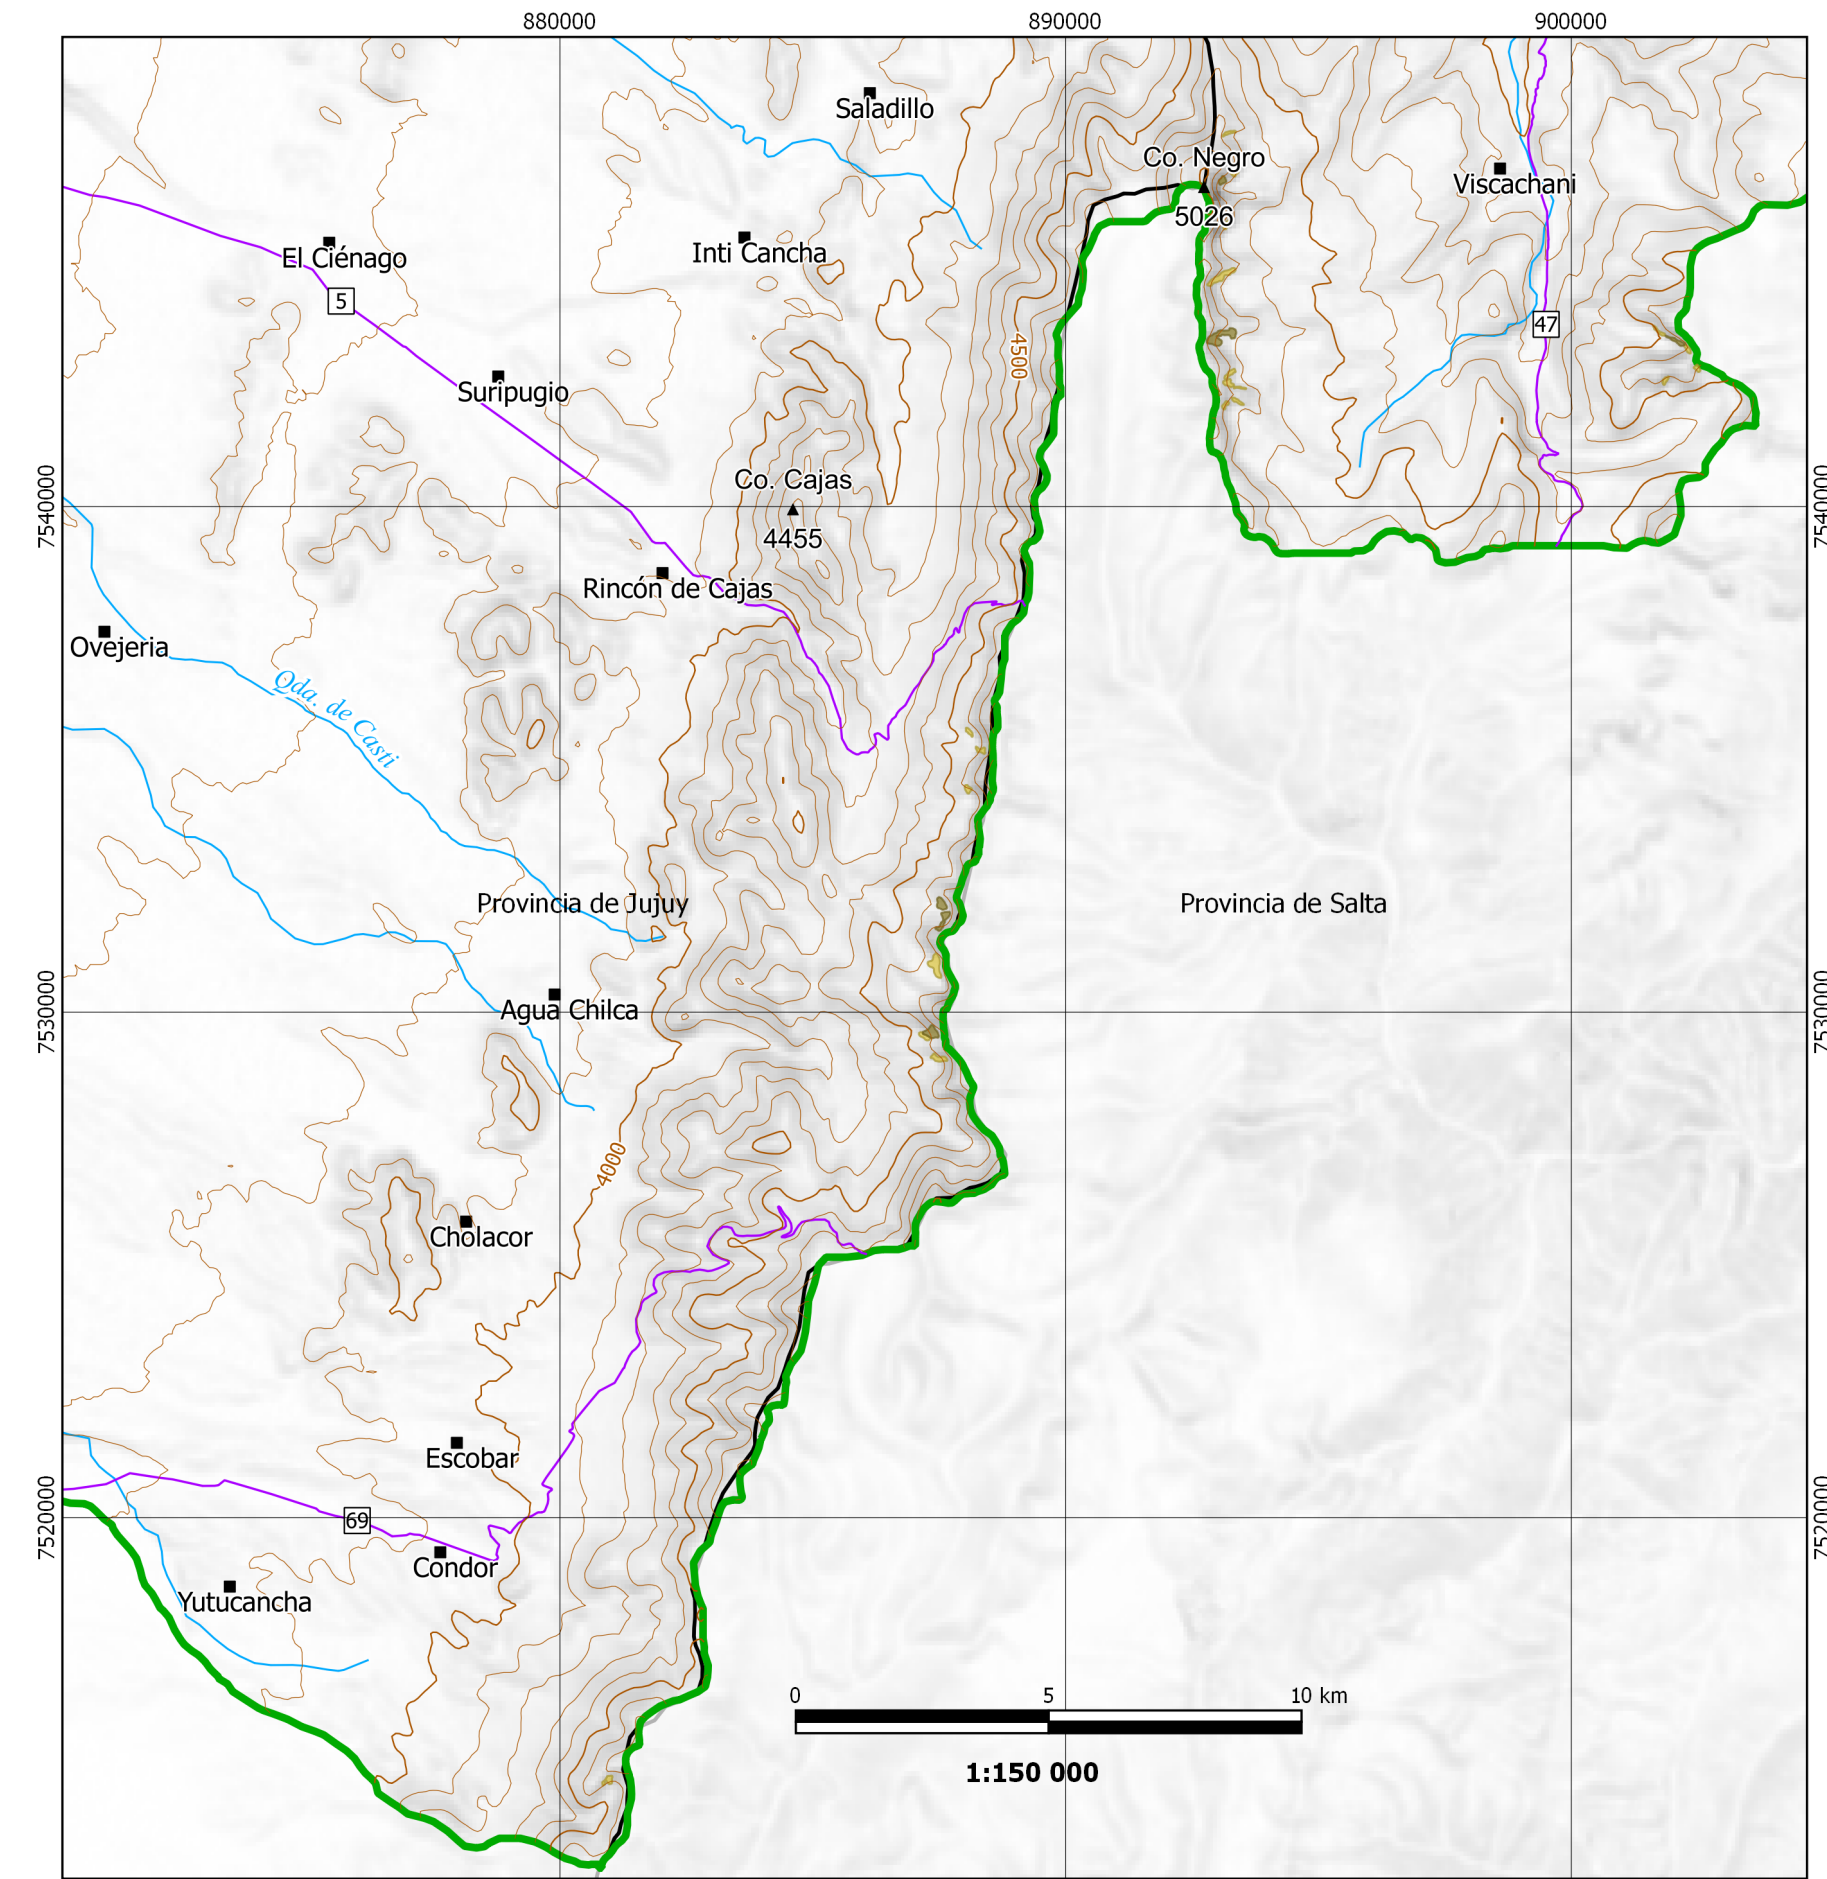 880000
890000
900000
Saladillo
Co. Negro
5026
Viscachani
El Ciénago
Inti Cancha
5
47
4500
Suripugio
Co. Cajas
4455
7540000
7540000
Rincón de Cajas
Ovejeria
Qda. de Casti
Provincia de Jujuy
Provincia de Salta
Agua Chilca
7530000
7530000
4000
Cholacor
Escobar
69
7520000
7520000
Condor
Yutucancha
0 5 10 km
1:150 000